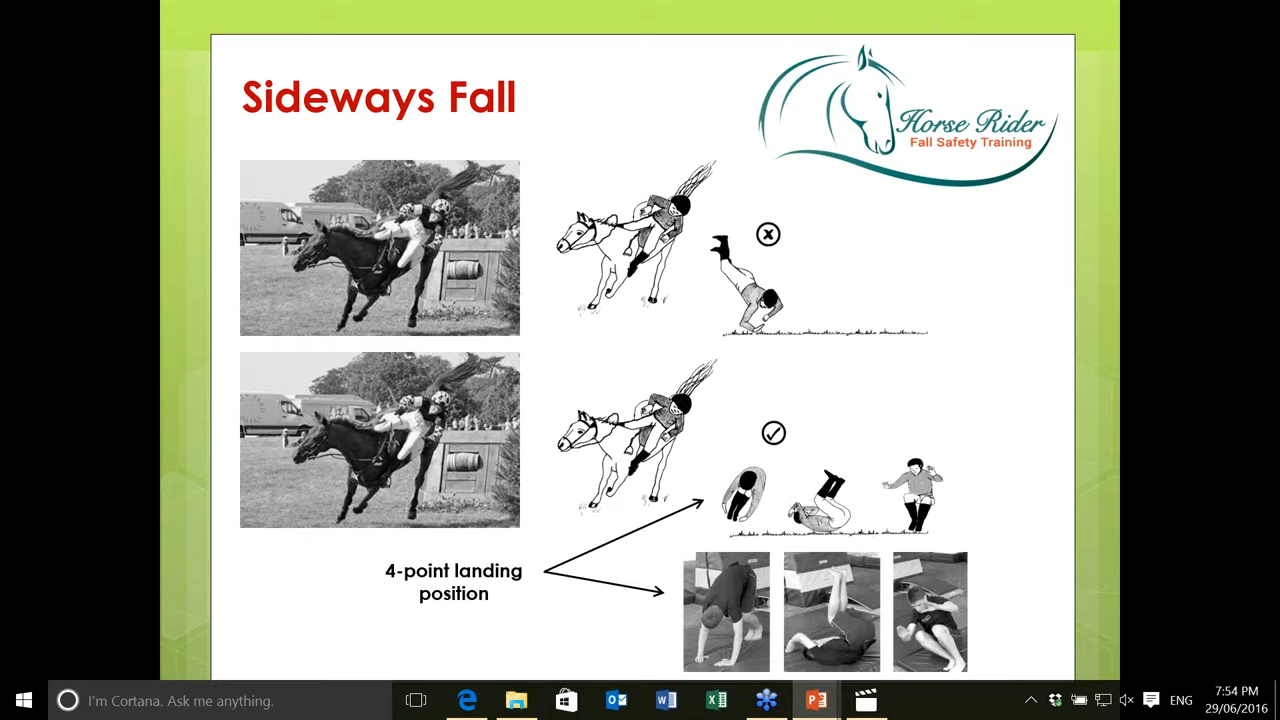 Sideways Fall
Horse Rider
Fall Safety Training
4-point landing
position
I'm Cortana. Ask me anything.
ENG
7:54 PM
29/06/2016